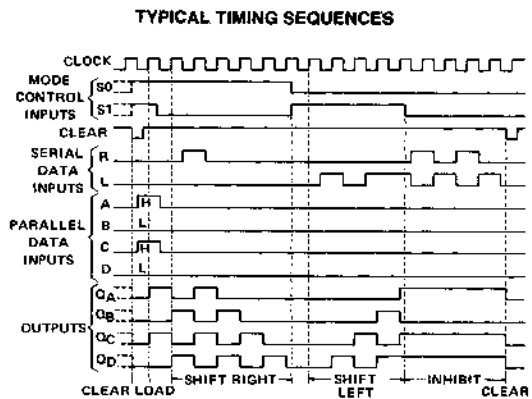 TYPICAL TIMING SEQUENCES
CLOCK
MODE CONTROL INPUTS
S0
S1
CLEAR
SERIAL DATA INPUTS
R
L
PARALLEL DATA INPUTS
A
H
B
L
C
H
D
L
OUTPUTS
QA
QB
QC
QD
CLEAR LOAD
SHIFT RIGHT
SHIFT LEFT
INHIBIT
CLEAR